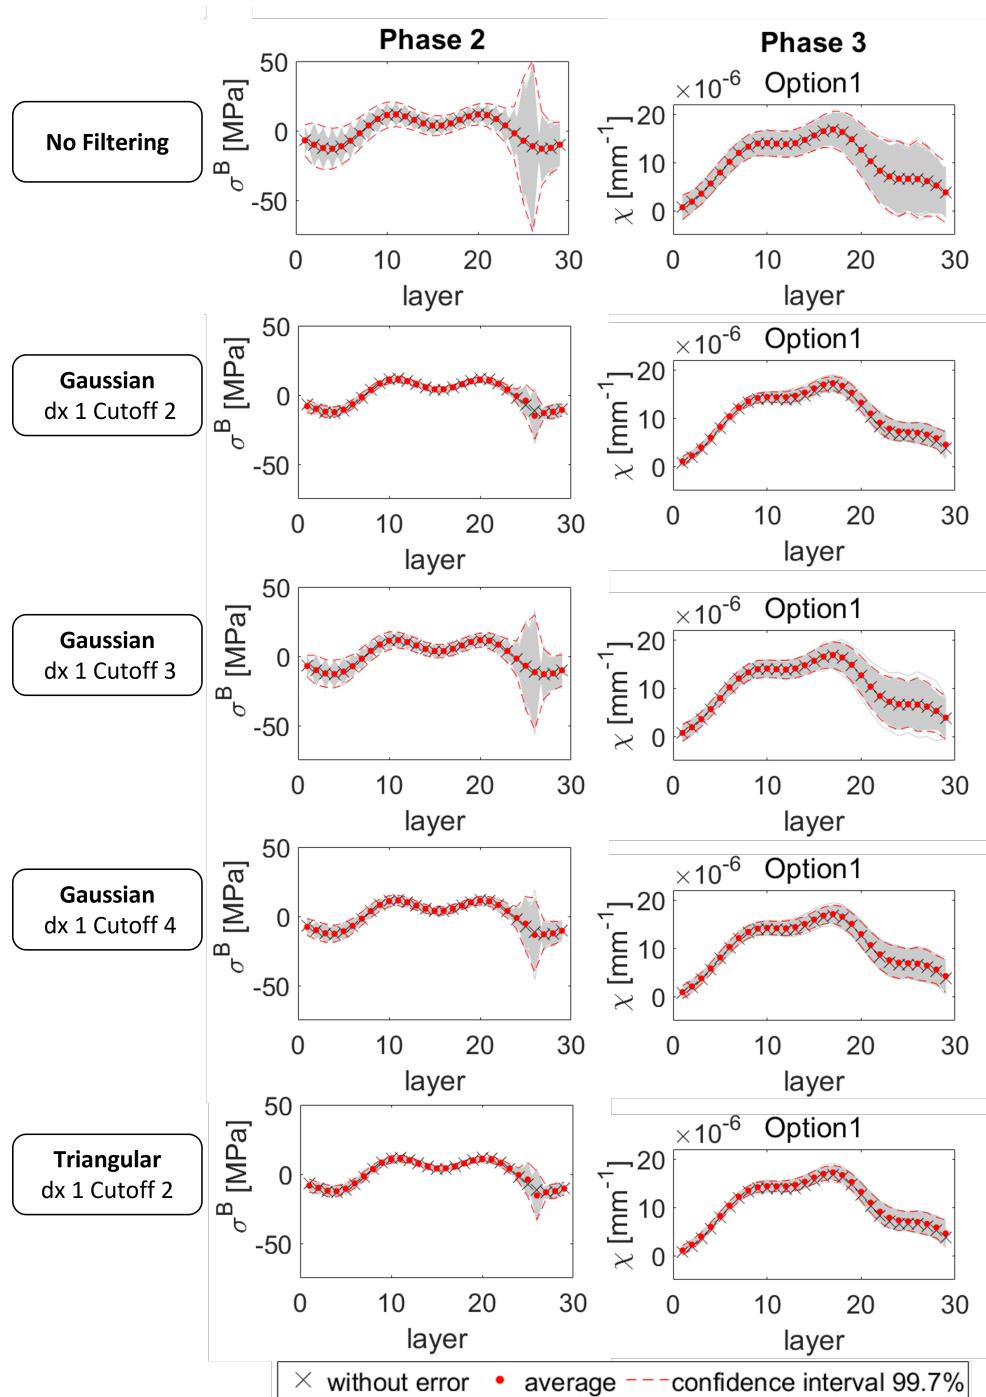 Phase 2
Phase 3
No Filtering
σ^B [MPa]
50
0
-50
0 10 20 30
layer
×10^-6 Option1
χ [mm^-1]
20
10
0
0 10 20 30
layer
Gaussian
dx 1 Cutoff 2
σ^B [MPa]
50
0
-50
0 10 20 30
layer
×10^-6 Option1
χ [mm^-1]
20
10
0
0 10 20 30
layer
Gaussian
dx 1 Cutoff 3
σ^B [MPa]
50
0
-50
0 10 20 30
layer
×10^-6 Option1
χ [mm^-1]
20
10
0
0 10 20 30
layer
Gaussian
dx 1 Cutoff 4
σ^B [MPa]
50
0
-50
0 10 20 30
layer
×10^-6 Option1
χ [mm^-1]
20
10
0
0 10 20 30
layer
Triangular
dx 1 Cutoff 2
σ^B [MPa]
50
0
-50
0 10 20 30
layer
×10^-6 Option1
χ [mm^-1]
20
10
0
0 10 20 30
layer
without error average confidence interval 99.7%